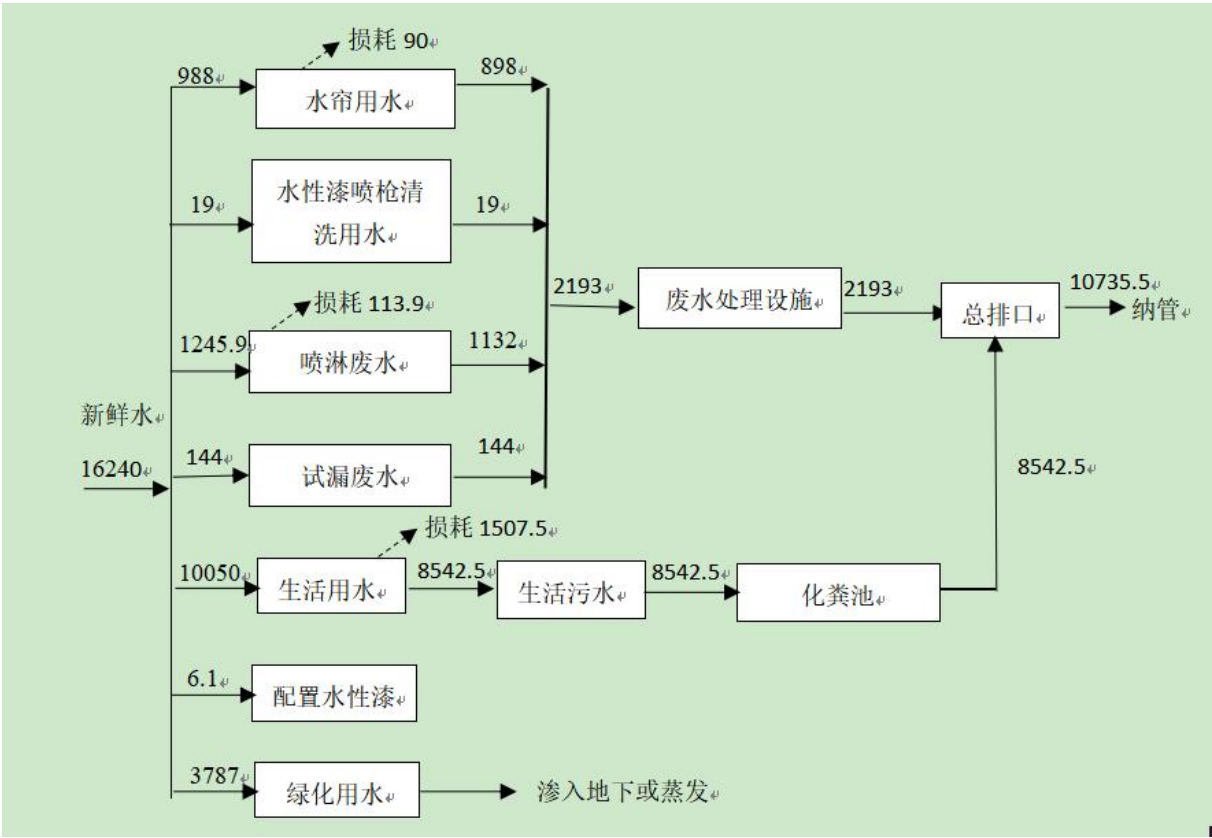 损耗 90
988
水帘用水
898
水性漆喷枪清
洗用水
19
19
损耗 113.9
1245.9
喷淋废水
1132
2193
废水处理设施
2193
总排口
10735.5
纳管
新鲜水
16240
144
试漏废水
144
8542.5
损耗 1507.5
10050
生活用水
8542.5
生活污水
8542.5
化粪池
6.1
配置水性漆
3787
绿化用水
渗入地下或蒸发